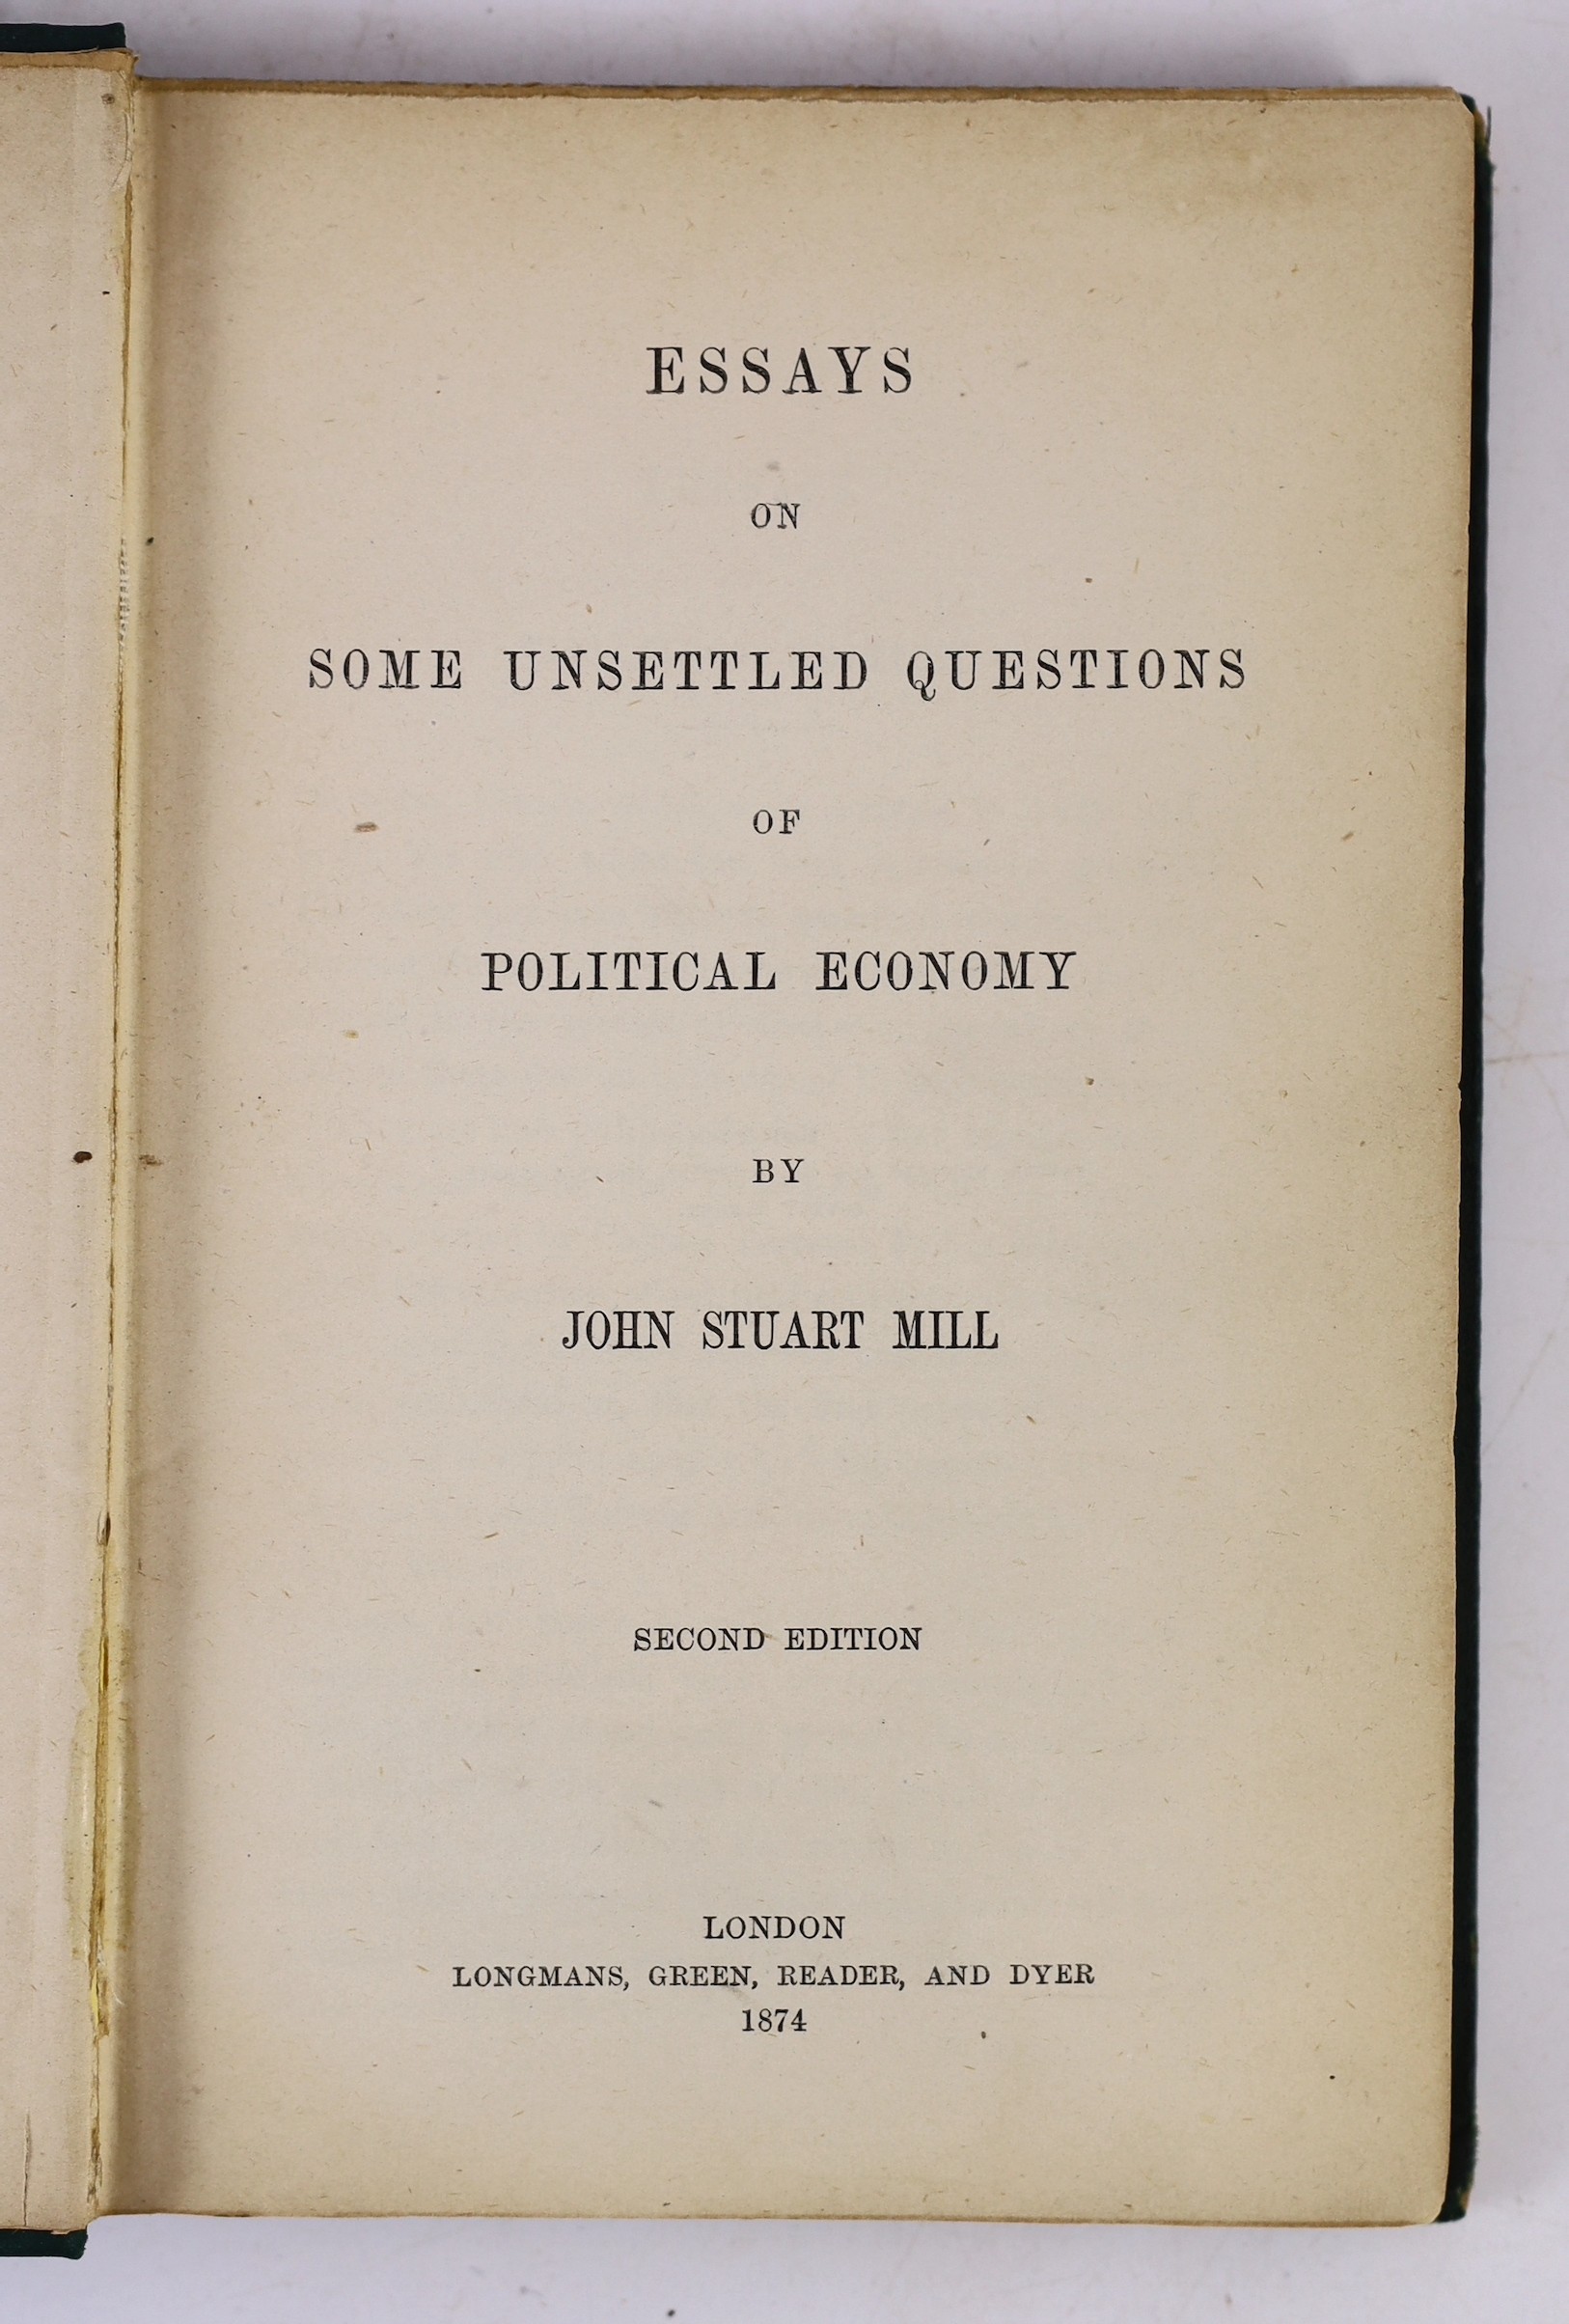 ESSAYS
ON
SOME UNSETTLED QUESTIONS
OF
POLITICAL ECONOMY
BY
JOHN STUART MILL
SECOND EDITION
LONDON
LONGMANS, GREEN, READER, AND DYER
1874